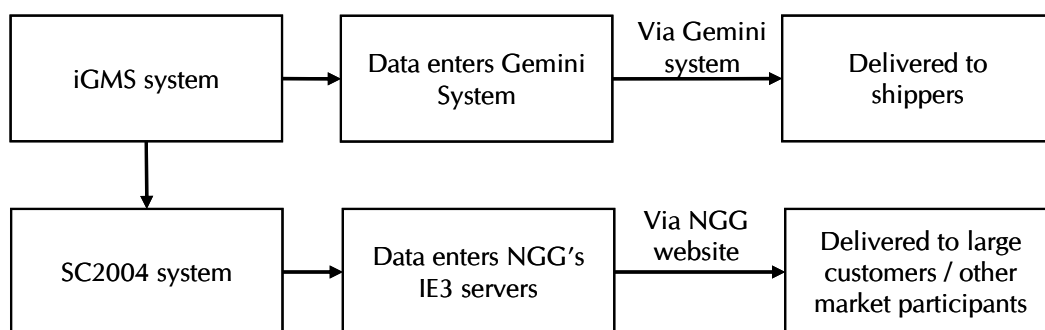 iGMS system
Data enters Gemini
System
Via Gemini
system
Delivered to
shippers
SC2004 system
Data enters NGG's
IE3 servers
Via NGG
website
Delivered to large
customers / other
market participants